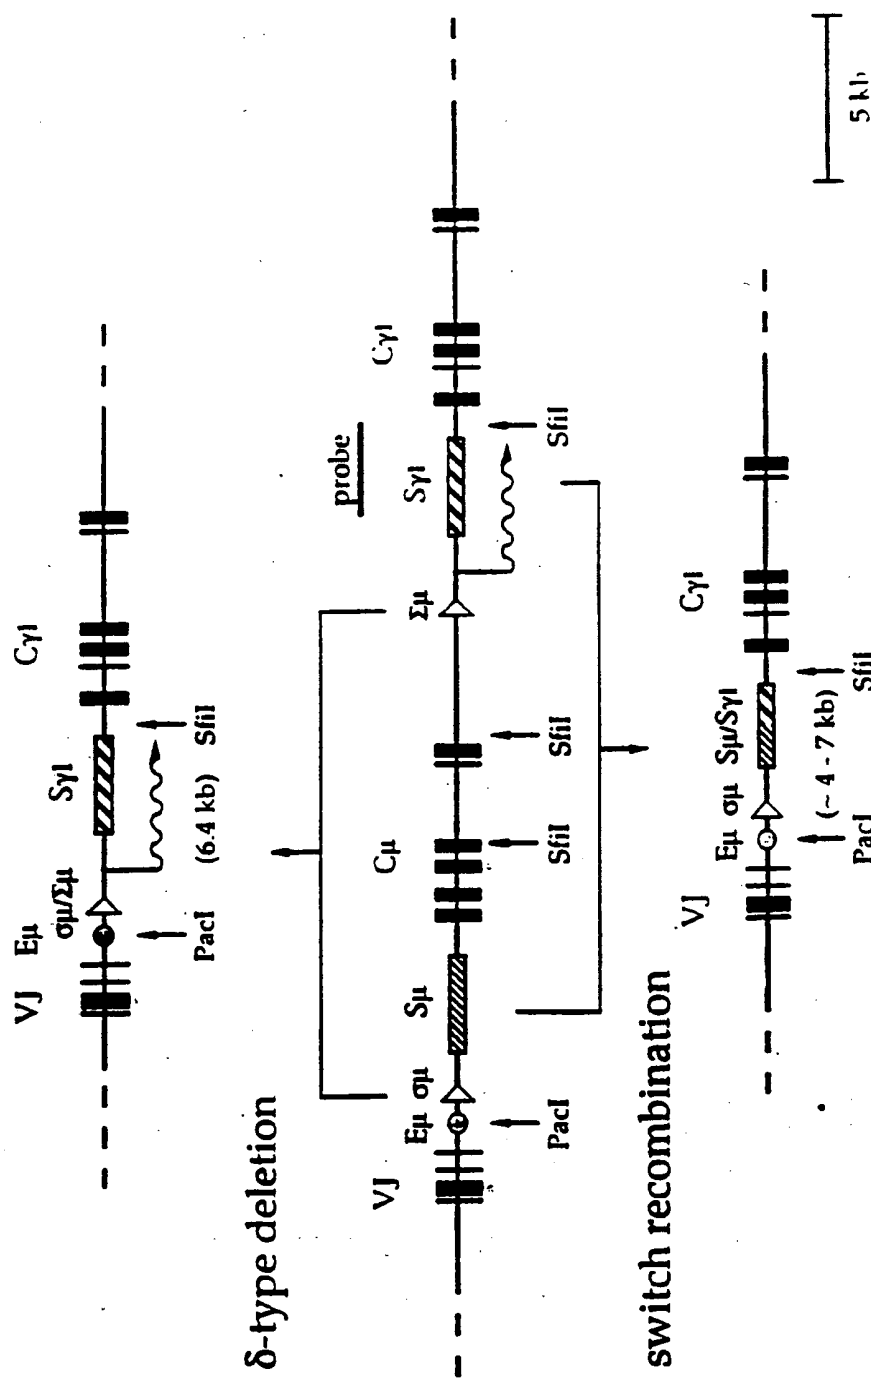 δ-type deletion
VJ Eμ σμ/Σμ Sγ1 Cγ1
PacI (6.4 kb) SfiI
probe
VJ Eμ σμ Sμ Cμ Σμ Sγ1 Cγ1
PacI SfiI SfiI SfiI
switch recombination
VJ Eμ σμ Sμ/Sγ1 Cγ1
PacI (~ 4 - 7 kb) SfiI
5 kb